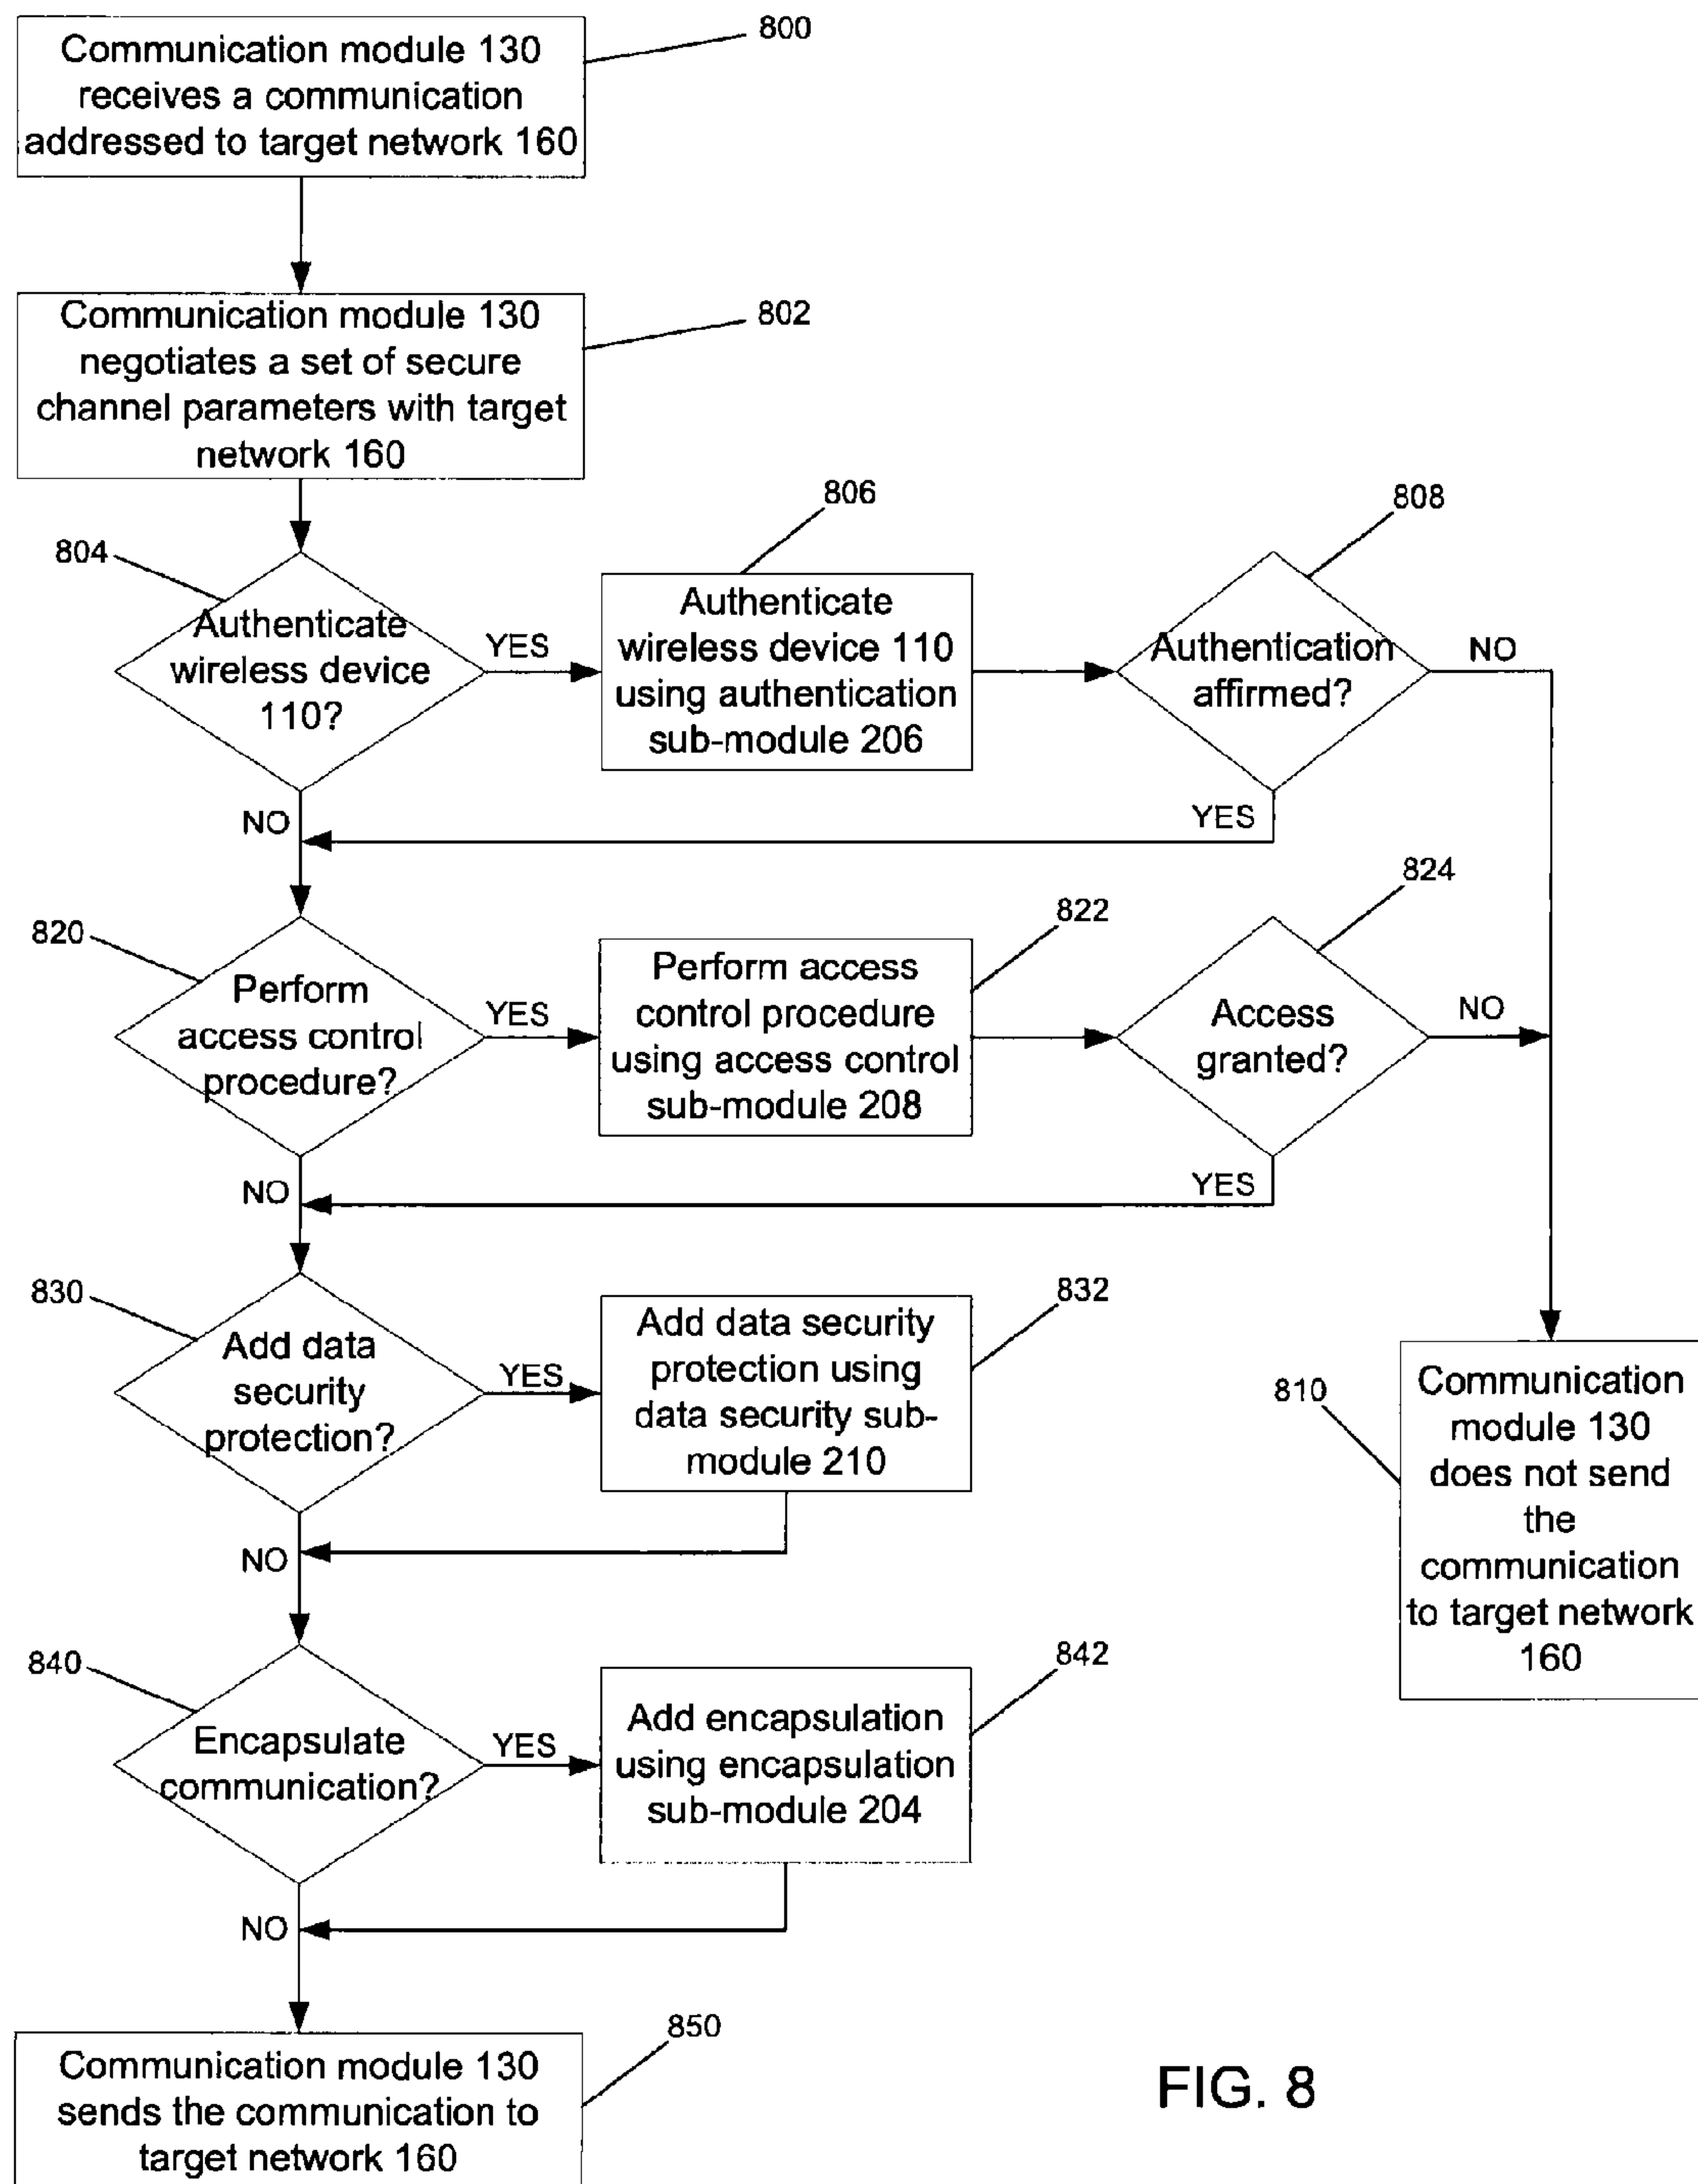 800
Communication module 130
receives a communication
addressed to target network 160
802
Communication module 130
negotiates a set of secure
channel parameters with target
network 160
804
Authenticate
wireless device
110?
YES
NO
806
Authenticate
wireless device 110
using authentication
sub-module 206
808
Authentication
affirmed?
NO
YES
820
Perform
access control
procedure?
YES
NO
822
Perform access
control procedure
using access control
sub-module 208
824
Access
granted?
NO
YES
830
Add data
security
protection?
YES
NO
832
Add data security
protection using
data security sub-
module 210
810
Communication
module 130
does not send
the
communication
to target network
160
840
Encapsulate
communication?
YES
NO
842
Add encapsulation
using encapsulation
sub-module 204
850
Communication module 130
sends the communication to
target network 160
FIG. 8